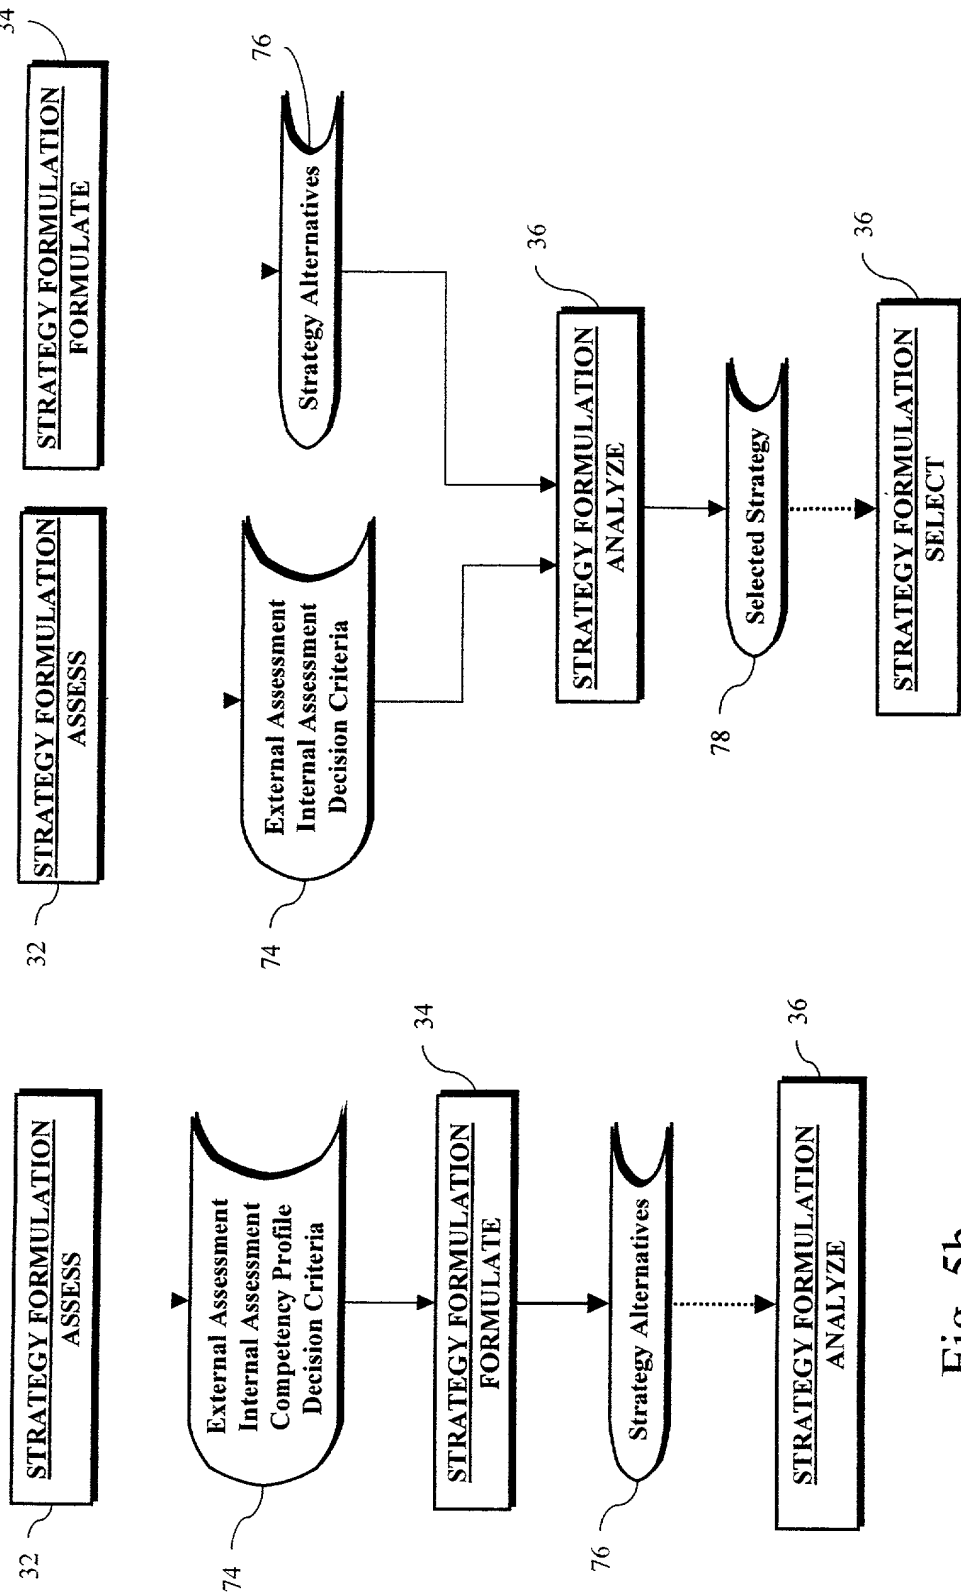 32
STRATEGY FORMULATION
ASSESS
74
External Assessment
Internal Assessment
Competency Profile
Decision Criteria
34
STRATEGY FORMULATION
FORMULATE
76
Strategy Alternatives
36
STRATEGY FORMULATION
ANALYZE
32
STRATEGY FORMULATION
ASSESS
34
STRATEGY FORMULATION
FORMULATE
74
External Assessment
Internal Assessment
Decision Criteria
76
Strategy Alternatives
36
STRATEGY FORMULATION
ANALYZE
78
Selected Strategy
36
STRATEGY FORMULATION
SELECT
Fig. 5b